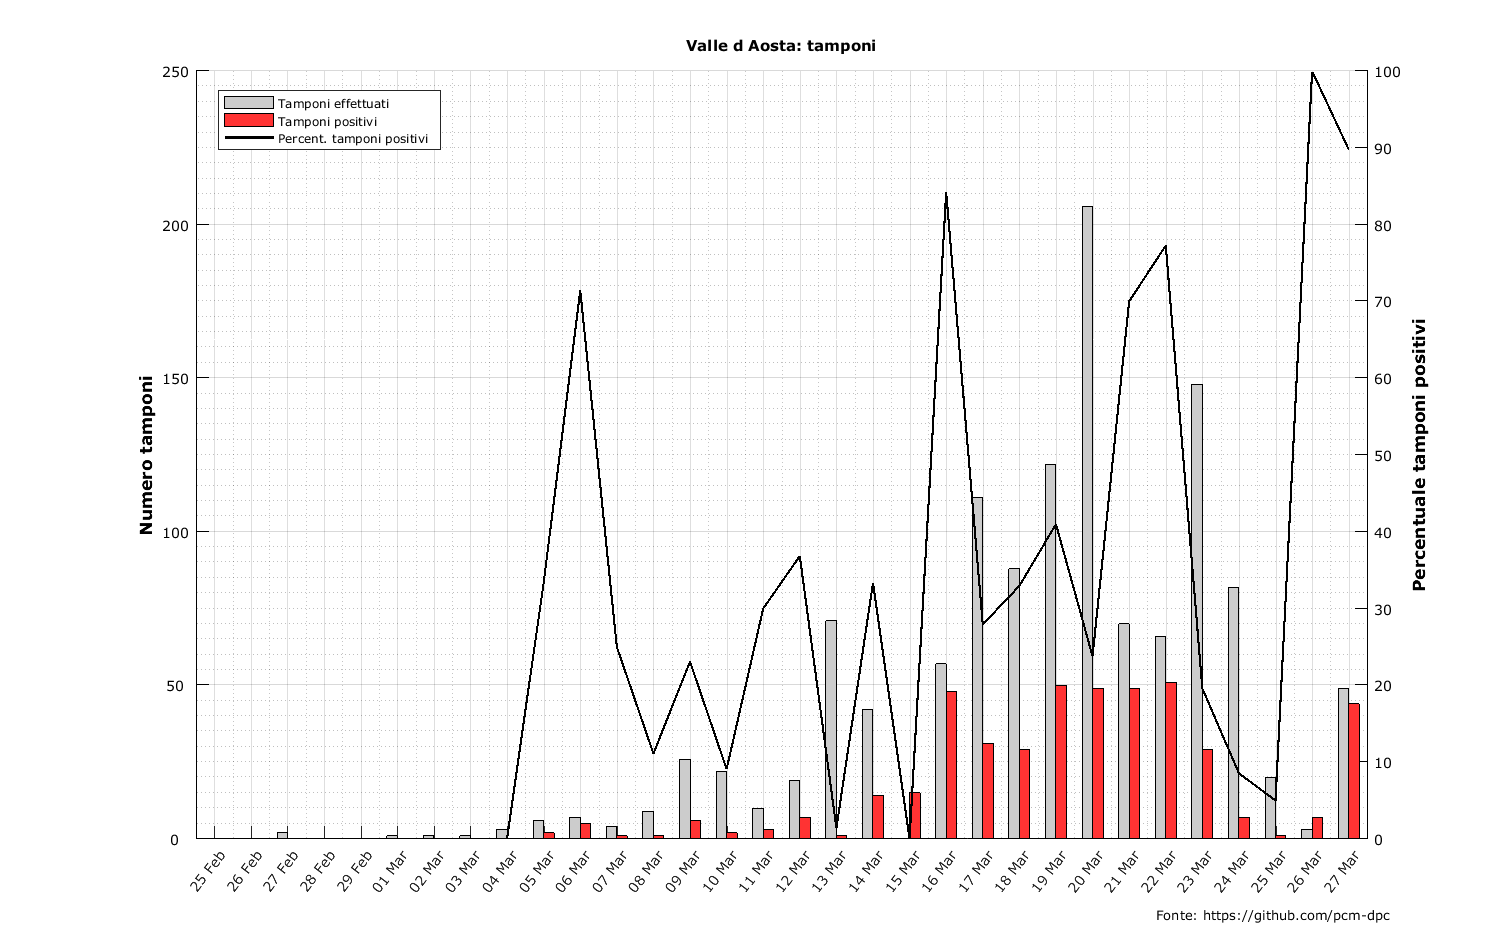 Valle d Aosta: tamponi
Tamponi effettuati
Tamponi positivi
Percent. tamponi positivi
Numero tamponi
250
200
150
100
50
0
Percentuale tamponi positivi
100
90
80
70
60
50
40
30
20
10
0
25 Feb
26 Feb
27 Feb
28 Feb
29 Feb
01 Mar
02 Mar
03 Mar
04 Mar
05 Mar
06 Mar
07 Mar
08 Mar
09 Mar
10 Mar
11 Mar
12 Mar
13 Mar
14 Mar
15 Mar
16 Mar
17 Mar
18 Mar
19 Mar
20 Mar
21 Mar
22 Mar
23 Mar
24 Mar
25 Mar
26 Mar
27 Mar
Fonte: https://github.com/pcm-dpc